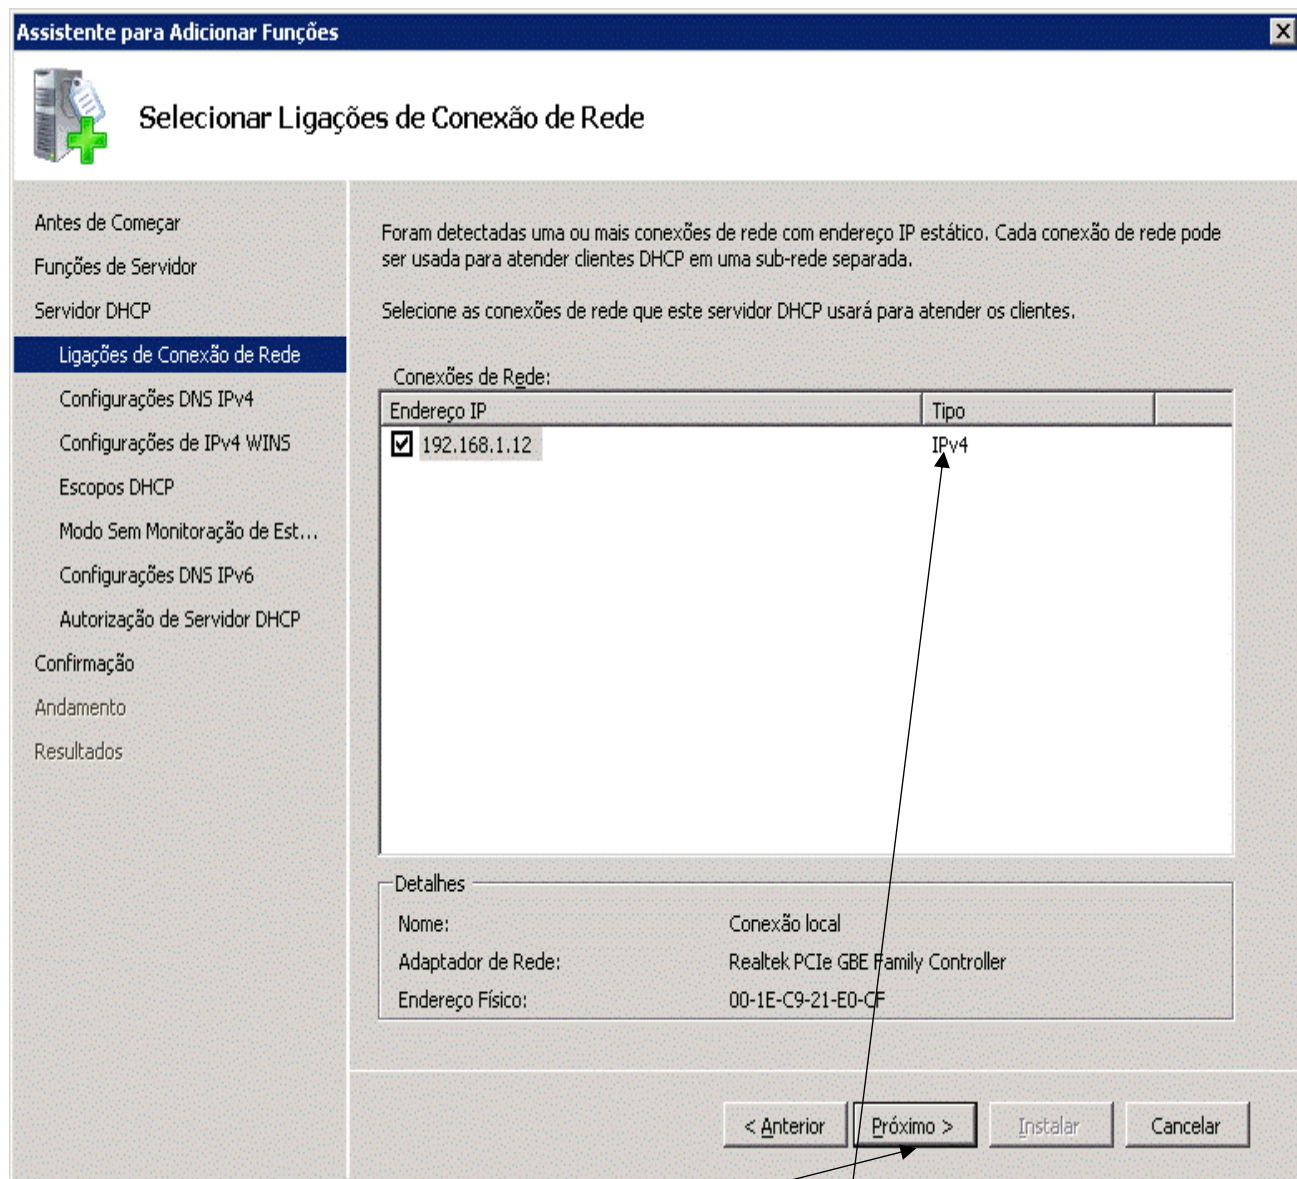 Assistente para Adicionar Funções
Selecionar Ligações de Conexão de Rede
Antes de Começar
Funções de Servidor
Servidor DHCP
Ligações de Conexão de Rede
Configurações DNS IPv4
Configurações de IPv4 WINS
Escopos DHCP
Modo Sem Monitoração de Est...
Configurações DNS IPv6
Autorização de Servidor DHCP
Confirmação
Andamento
Resultados
Foram detectadas uma ou mais conexões de rede com endereço IP estático. Cada conexão de rede pode
ser usada para atender clientes DHCP em uma sub-rede separada.
Selecione as conexões de rede que este servidor DHCP usará para atender os clientes.
Conexões de Rede:
Endereço IP Tipo
192.168.1.12 IPv4
Detalhes
Nome: Conexão local
Adaptador de Rede: Realtek PCIe GBE Family Controller
Endereço Físico: 00-1E-C9-21-E0-CF
< Anterior Próximo > Instalar Cancelar